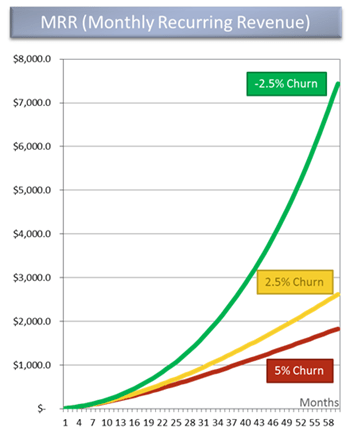 MRR (Monthly Recurring Revenue)
$8,000.0
-2.5% Churn
$7,000.0
$6,000.0
$5,000.0
$4,000.0
$3,000.0
2.5% Churn
$2,000.0
$1,000.0
5% Churn
Months
$-
1 4 7 10 13 16 19 22 25 28 31 34 37 40 43 46 49 52 55 58